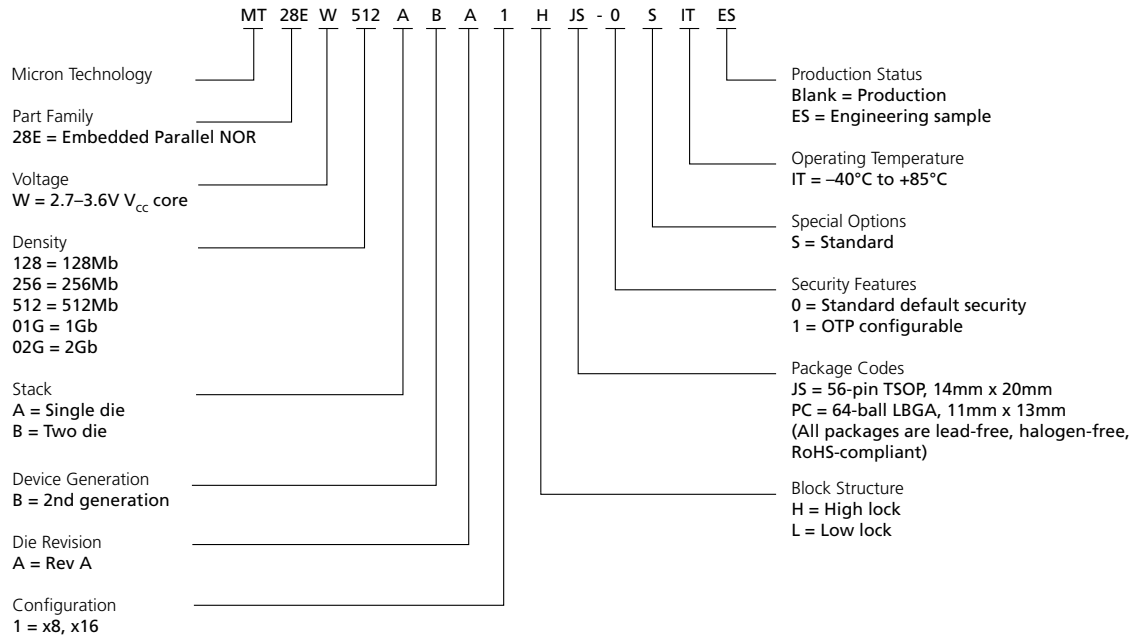 MT 28E W 512 A B A 1 H JS - 0 S IT ES
Micron Technology
Part Family
28E = Embedded Parallel NOR
Voltage
W = 2.7–3.6V Vcc core
Density
128 = 128Mb
256 = 256Mb
512 = 512Mb
01G = 1Gb
02G = 2Gb
Stack
A = Single die
B = Two die
Device Generation
B = 2nd generation
Die Revision
A = Rev A
Configuration
1 = x8, x16
Production Status
Blank = Production
ES = Engineering sample
Operating Temperature
IT = –40°C to +85°C
Special Options
S = Standard
Security Features
0 = Standard default security
1 = OTP configurable
Package Codes
JS = 56-pin TSOP, 14mm x 20mm
PC = 64-ball LBGA, 11mm x 13mm
(All packages are lead-free, halogen-free,
RoHS-compliant)
Block Structure
H = High lock
L = Low lock